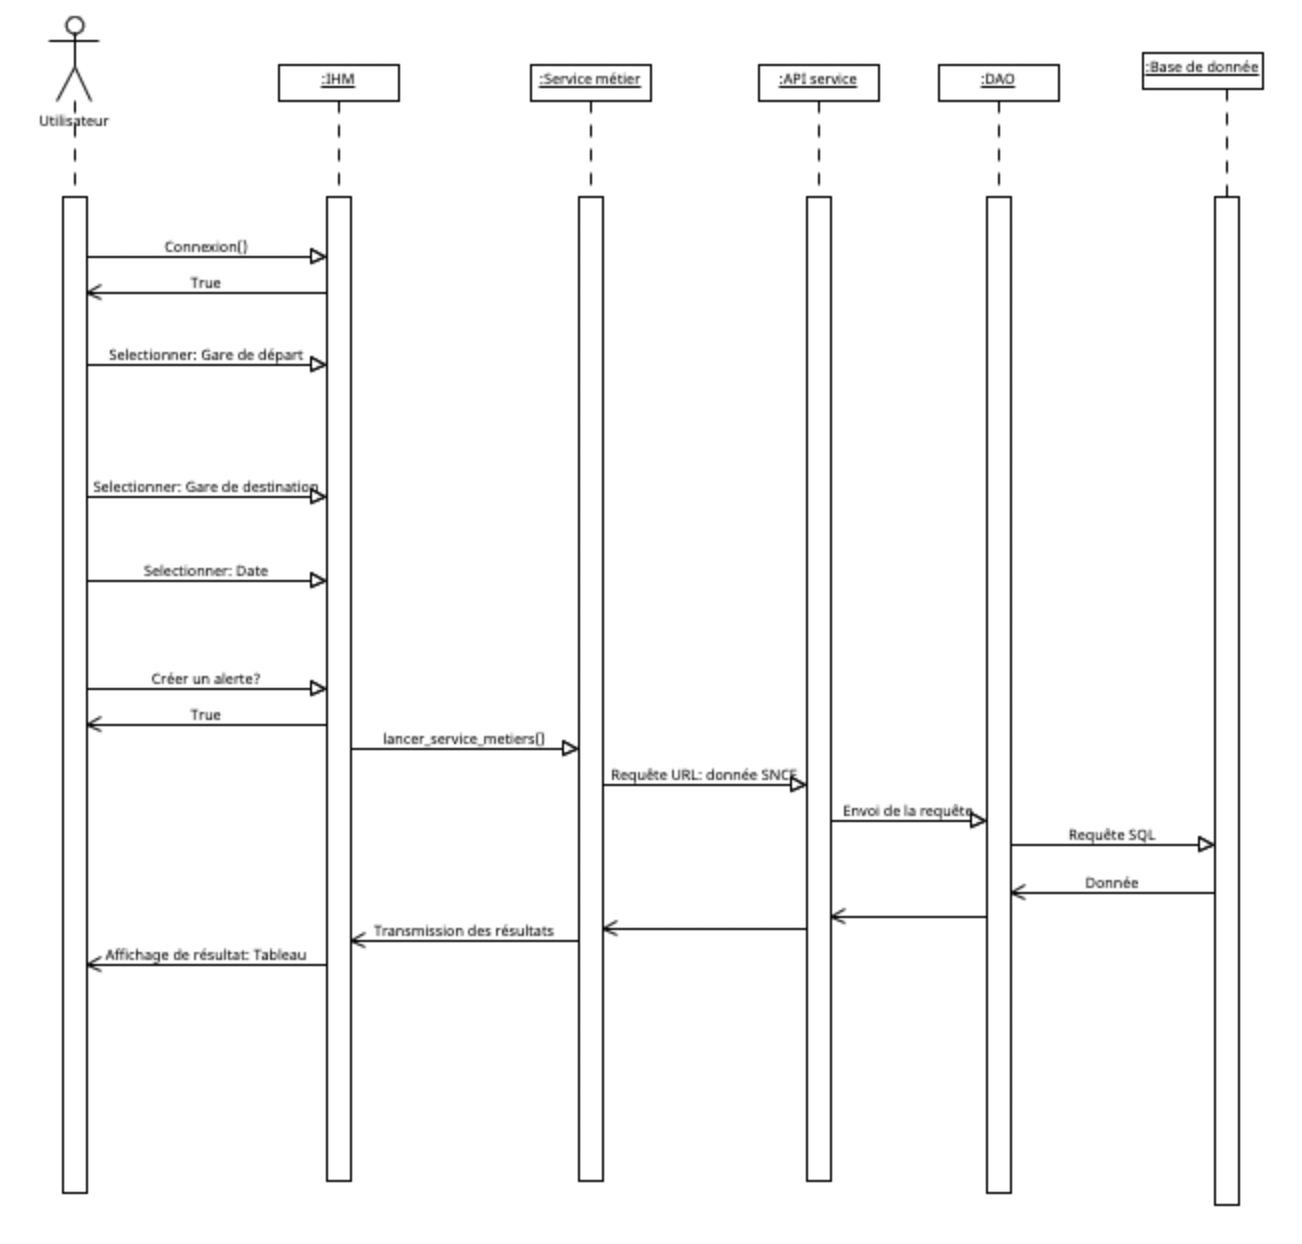 Utilisateur
:IHM
:Service métier
:API service
:DAO
:Base de donnée
Connexion()
True
Selectionner: Gare de départ
Selectionner: Gare de destination
Selectionner: Date
Créer un alerte?
True
lancer_service_metiers()
Requête URL: donnée SNCF
Envoi de la requête
Requête SQL
Donnée
Transmission des résultats
Affichage de résultat: Tableau